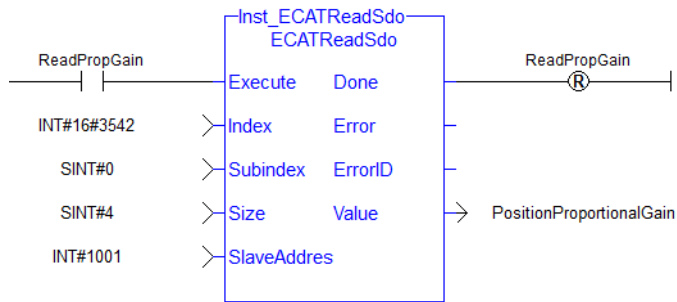 Inst_ECATReadSdo
ECATReadSdo
ReadPropGain
ReadPropGain
Execute Done
R
INT#16#3542
Index Error
SINT#0
Subindex ErrorID
SINT#4
Size Value
PositionProportionalGain
INT#1001
SlaveAddres